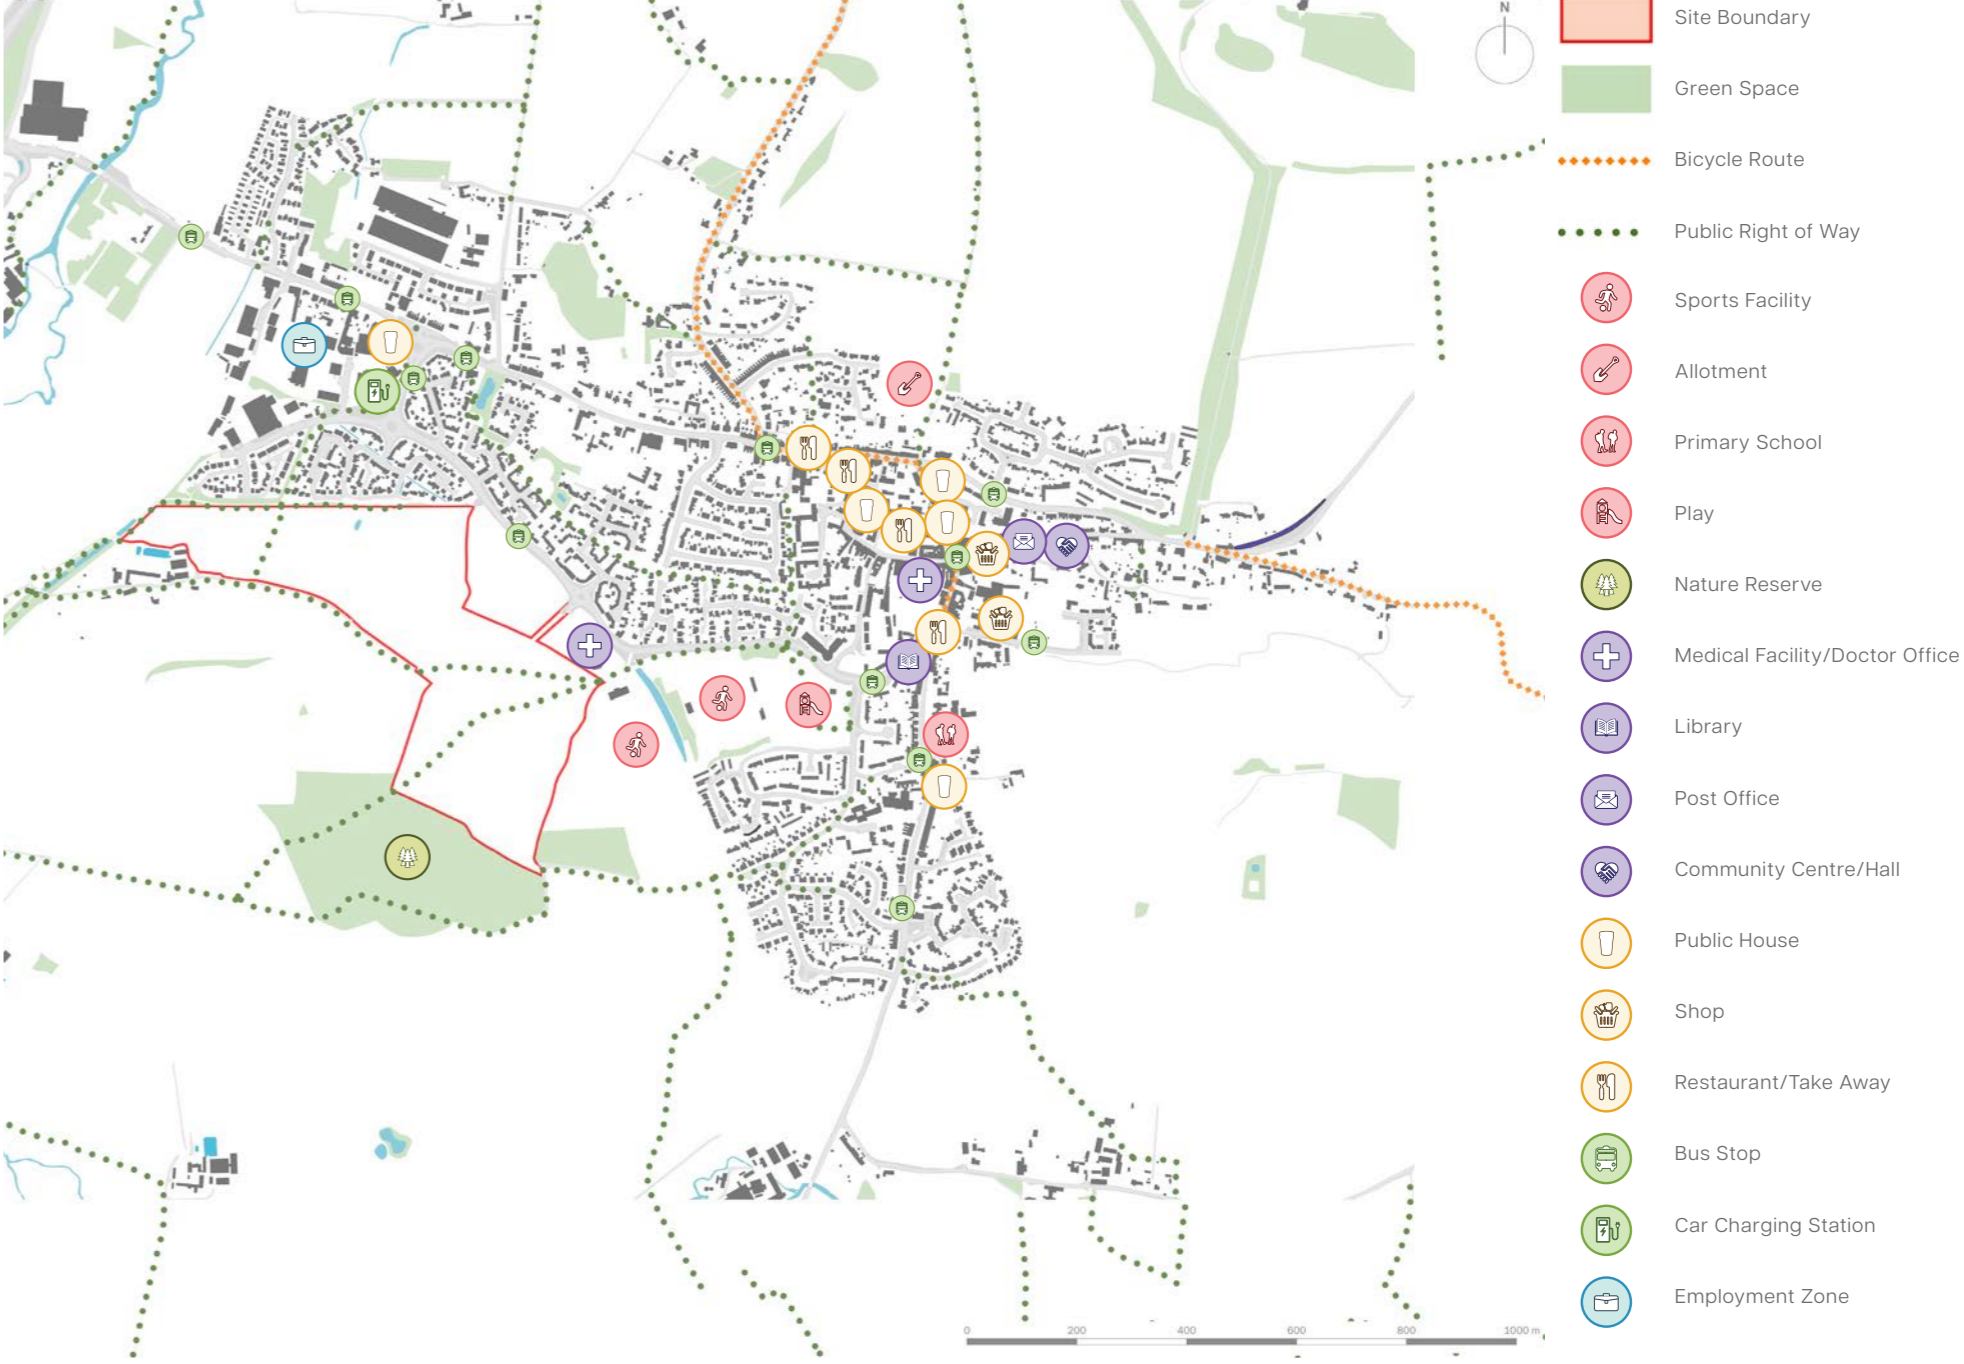 N
Site Boundary
Green Space
Bicycle Route
Public Right of Way
Sports Facility
Allotment
Primary School
Play
Nature Reserve
Medical Facility/Doctor Office
Library
Post Office
Community Centre/Hall
Public House
Shop
Restaurant/Take Away
Bus Stop
Car Charging Station
Employment Zone
0 200 400 600 800 1000 m